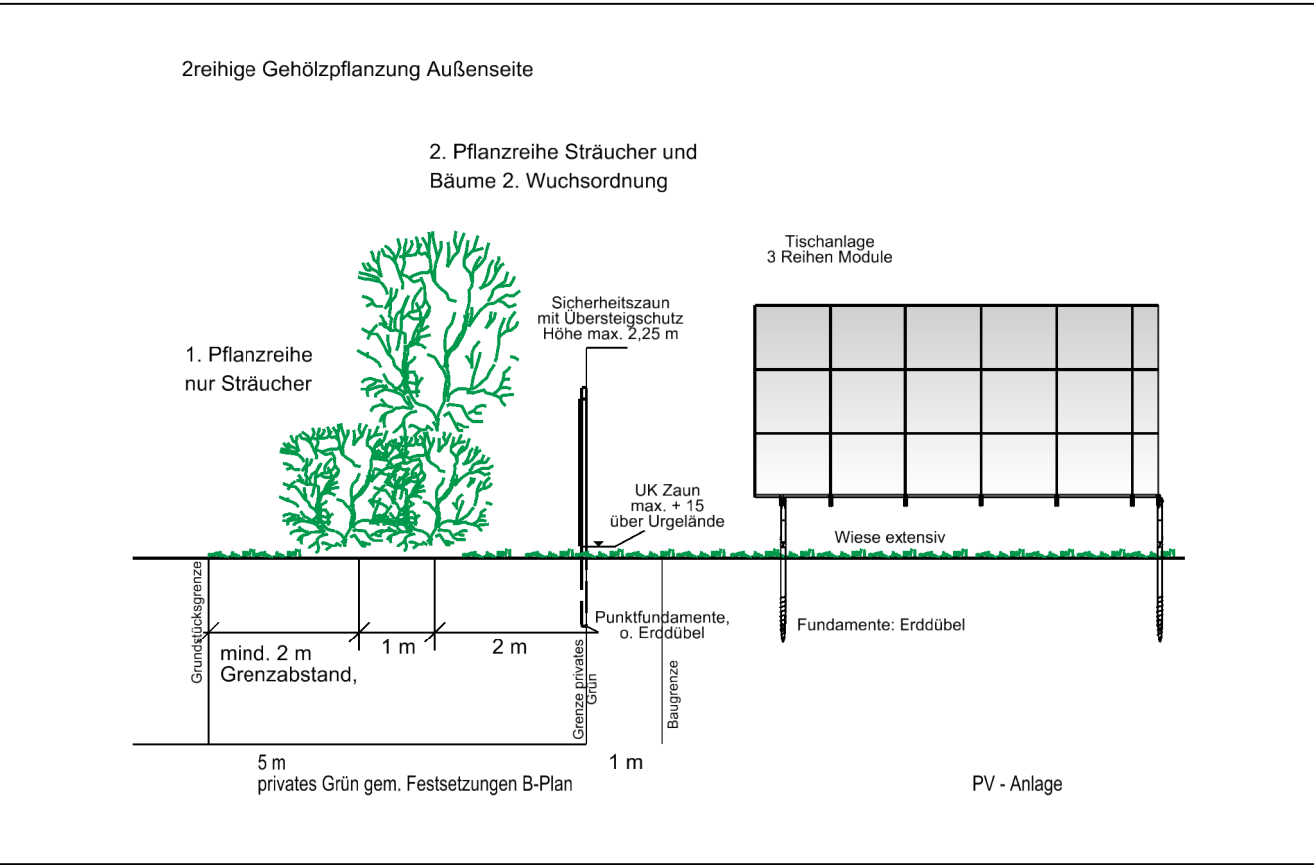 2reihige Gehölzpflanzung Außenseite
2. Pflanzreihe Sträucher und
Bäume 2. Wuchsordnung
Tischanlage
3 Reihen Module
Sicherheitszaun
mit Übersteigschutz
Höhe max. 2,25 m
1. Pflanzreihe
nur Sträucher
UK Zaun
max. + 15
über Urgelände
Wiese extensiv
Grundstücksgrenze
Punktfundamente,
o. Erddübel
Fundamente: Erddübel
mind. 2 m
Grenzabstand,
1 m
2 m
Grenze privates
Grün
Baugrenze
5 m
privates Grün gem. Festsetzungen B-Plan
1 m
PV - Anlage